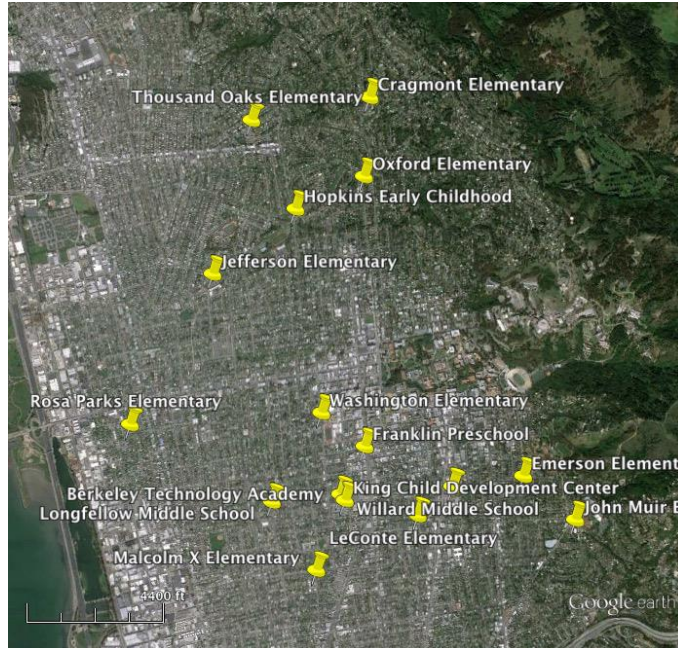 Cragmont Elementary
Thousand Oaks Elementary
Oxford Elementary
Hopkins Early Childhood
Jefferson Elementary
Rosa Parks Elementary
Washington Elementary
Franklin Preschool
Emerson Element
Berkeley Technology Academy
King Child Development Center
Longfellow Middle School
Willard Middle School
John Muir E
LeConte Elementary
Malcolm X Elementary
4400 ft
Google earth